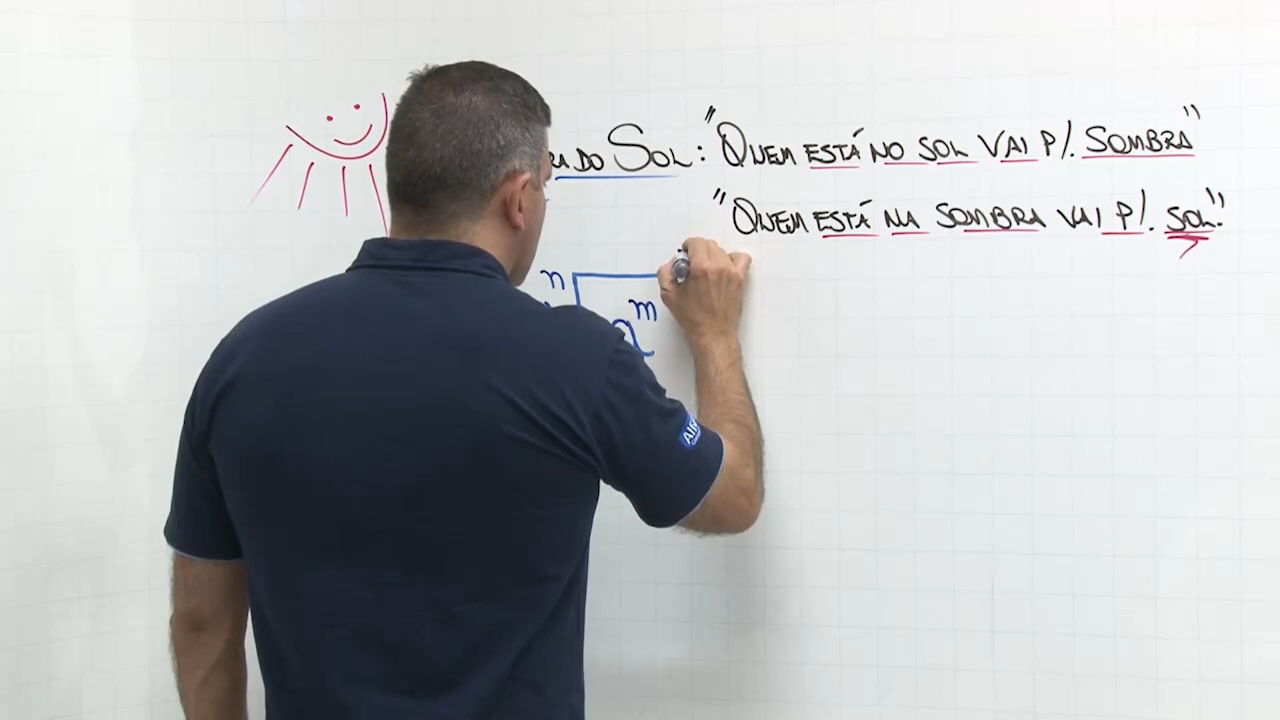 DO SOL: "QUEM ESTÁ NO SOL VAI P/. SOMBRA"
"QUEM ESTÁ NA SOMBRA VAI P/. SOL".
n
a^m